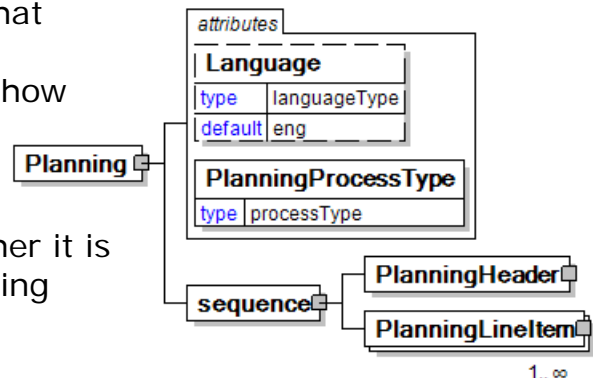 hat
how
ner it is
ing
attributes
Language
type languageType
default eng
PlanningProcessType
type processType
Planning
sequence
PlanningHeader
PlanningLineItem
1..∞